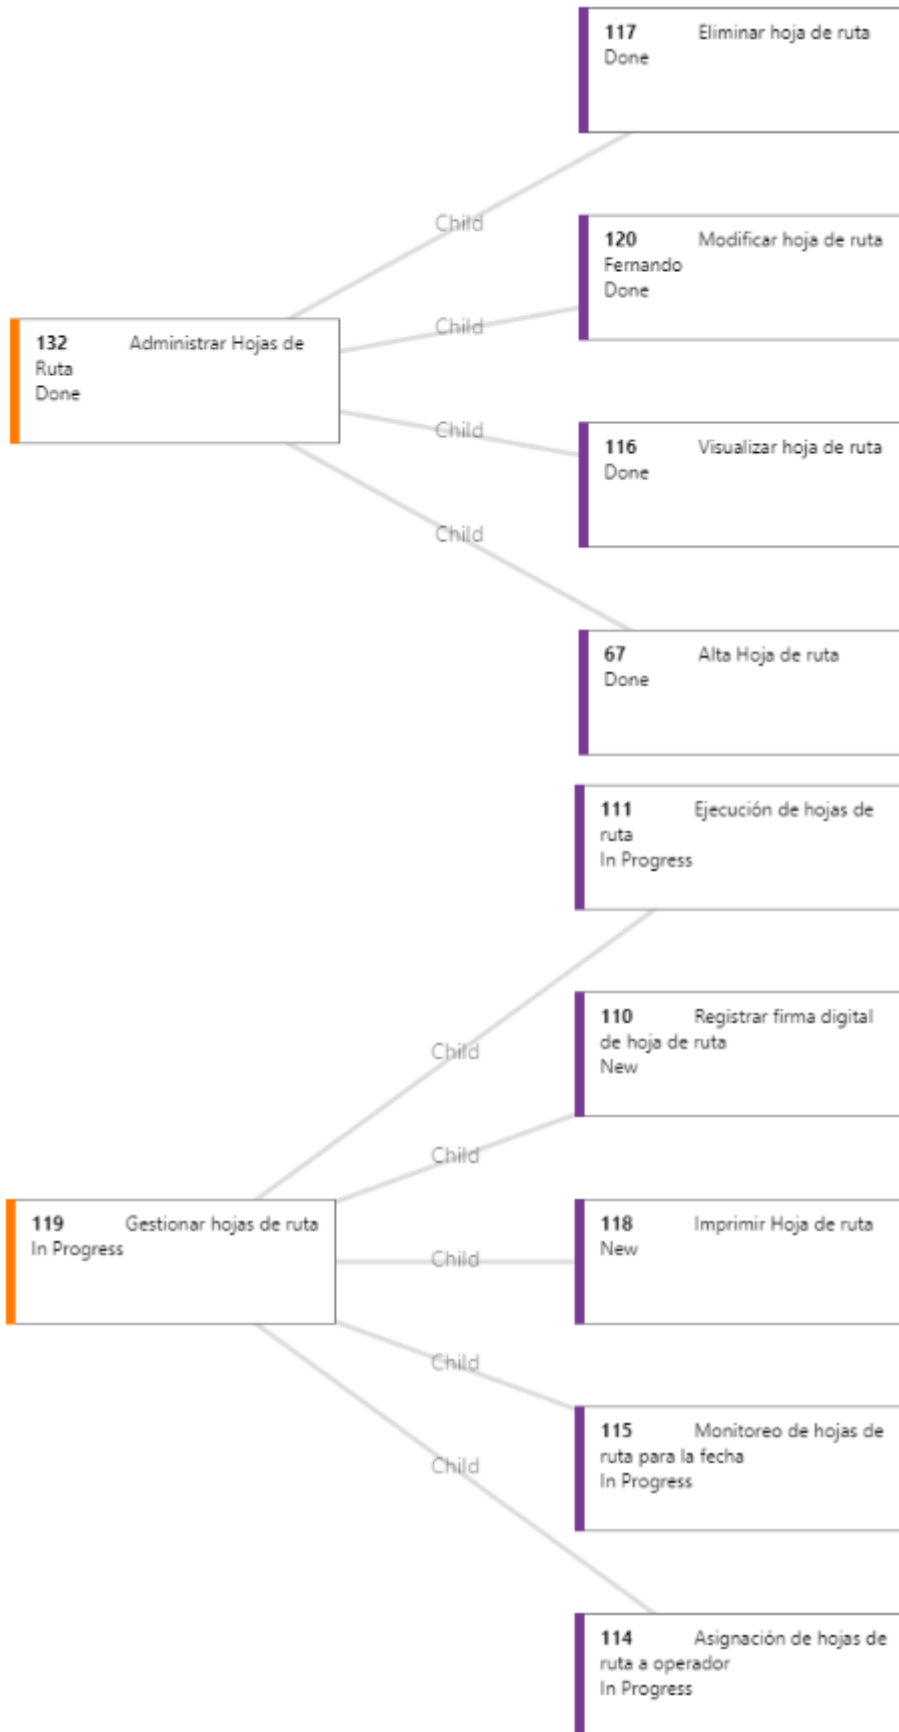 117 Eliminar hoja de ruta
Done
Child
120 Modificar hoja de ruta
Fernando
Done
Child
132 Administrar Hojas de
Ruta
Done
Child
116 Visualizar hoja de ruta
Done
Child
67 Alta Hoja de ruta
Done
111 Ejecución de hojas de
ruta
In Progress
110 Registrar firma digital
de hoja de ruta
New
Child
Child
119 Gestionar hojas de ruta
In Progress
118 Imprimir Hoja de ruta
New
Child
Child
115 Monitoreo de hojas de
ruta para la fecha
In Progress
Child
114 Asignación de hojas de
ruta a operador
In Progress